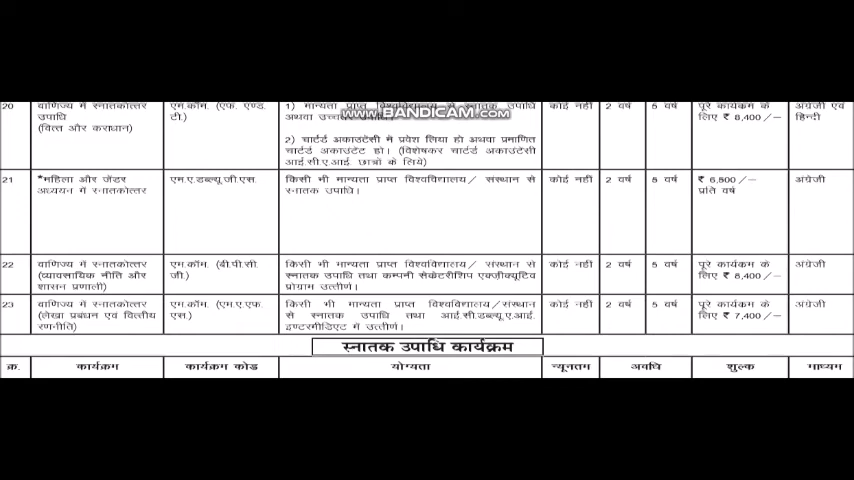 20 वाणिज्य में स्नातकोत्तर एम.कॉम. (एफ. एण्ड. 1) मान्यता प्राप्त विश्वविद्यालय से स्नातक उपाधि कोई नहीं 2 वर्ष 5 वर्ष पूरे कार्यक्रम के अंग्रेजी एवं
उपाधि टी.) अथवा उच्चतर उपाधि। लिए ₹ 8,400 /– हिन्दी
www.BANDICAM.com
(वित्त और कराधान)
2) चार्टर्ड अकाउटेंसी में प्रवेश लिया हो अथवा प्रमाणित
चार्टर्ड अकाउटेंट हो। (विशेषकर चार्टर्ड अकाउंटेंसी
आई.सी.ए.आई. छात्रों के लिये)
21 *महिला और जेंडर एम.ए.डब्ल्यू.जी.एस. किसी भी मान्यता प्राप्त विश्वविद्यालय/ संस्थान से कोई नहीं 2 वर्ष 5 वर्ष ₹ 6,500 /– अंग्रेजी
अध्ययन में स्नातकोत्तर स्नातक उपाधि। प्रति वर्ष
22 वाणिज्य में स्नातकोत्तर एम.कॉम. (बी.पी.सी. किसी भी मान्यता प्राप्त विश्वविद्यालय/ संस्थान से कोई नहीं 2 वर्ष 5 वर्ष पूरे कार्यक्रम के अंग्रेजी
(व्यावसायिक नीति और जी.) स्नातक उपाधि तथा कम्पनी सेक्रेटरीशिप एक्ज़ीक्यूटिव लिए ₹ 8,400 /–
शासन प्रणाली) प्रोग्राम उत्तीर्ण।
23 वाणिज्य में स्नातकोत्तर एम.कॉम. (एम.ए.एफ. किसी भी मान्यता प्राप्त विश्वविद्यालय/संस्थान कोई नहीं 2 वर्ष 5 वर्ष पूरे कार्यक्रम के अंग्रेजी
(लेखा प्रबंधन एवं वित्तीय एस.) से स्नातक उपाधि तथा आई.सी.डब्ल्यू.ए.आई. लिए ₹ 7,400 /–
रणनीति) इण्टरमीडिएट में उत्तीर्ण।
स्नातक उपाधि कार्यक्रम
क्र. कार्यक्रम कार्यक्रम कोड योग्यता न्यूनतम अवधि शुल्क माध्यम